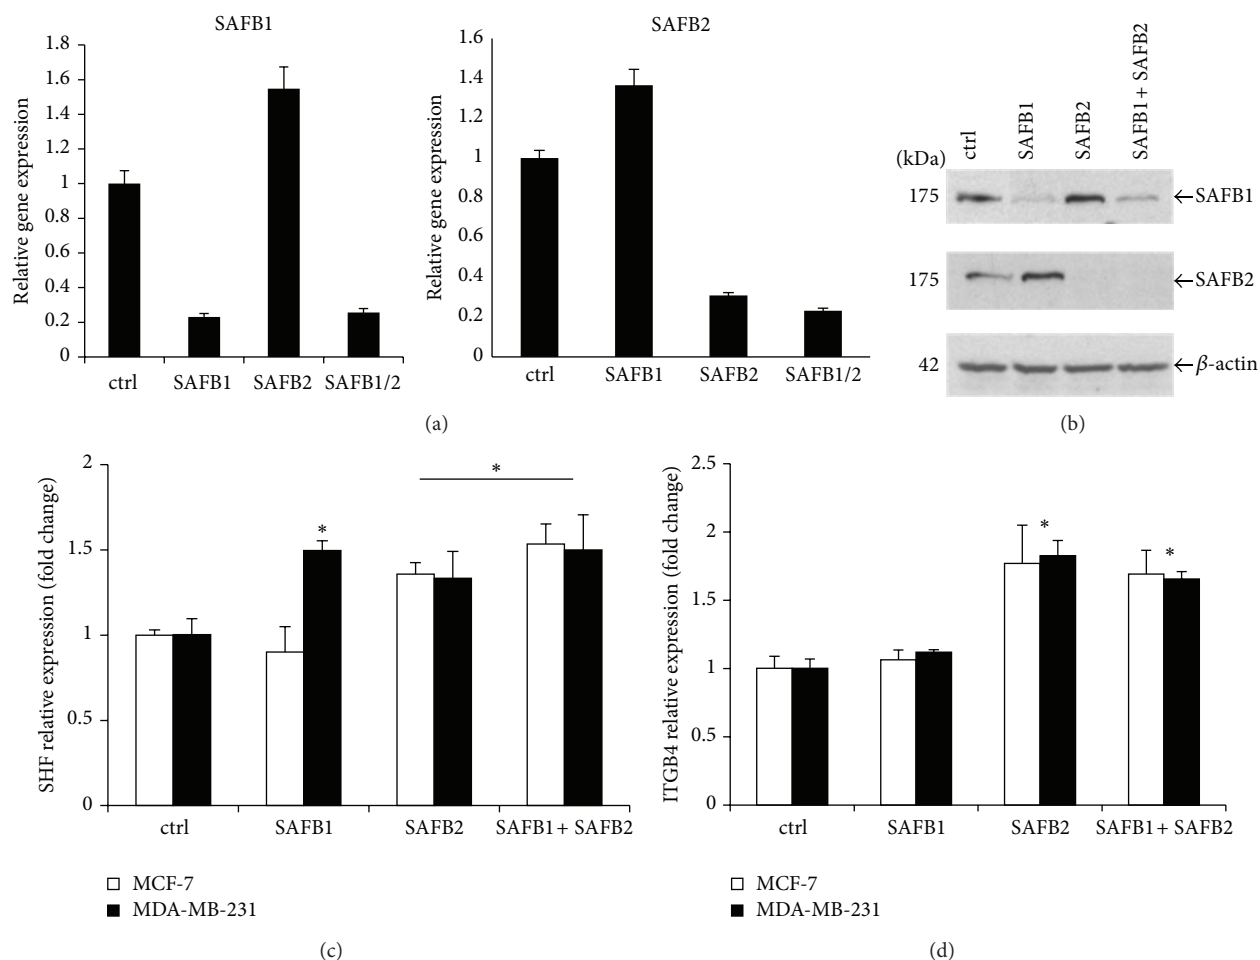 SAFB1
Relative gene expression
1.8
1.6
1.4
1.2
1
0.8
0.6
0.4
0.2
0
ctrl SAFB1 SAFB2 SAFB1/2
SAFB2
Relative gene expression
1.6
1.4
1.2
1
0.8
0.6
0.4
0.2
0
ctrl SAFB1 SAFB2 SAFB1/2
(a)
(kDa) ctrl SAFB1 SAFB2 SAFB1 + SAFB2
175 ←SAFB1
175 ←SAFB2
42 ←β-actin
(b)
SHF relative expression (fold change)
2
1.5
1
0.5
0
*
*
ctrl SAFB1 SAFB2 SAFB1 + SAFB2
MCF-7
MDA-MB-231
(c)
ITGB4 relative expression (fold change)
2.5
2
1.5
1
0.5
0
*
*
ctrl SAFB1 SAFB2 SAFB1 + SAFB2
MCF-7
MDA-MB-231
(d)